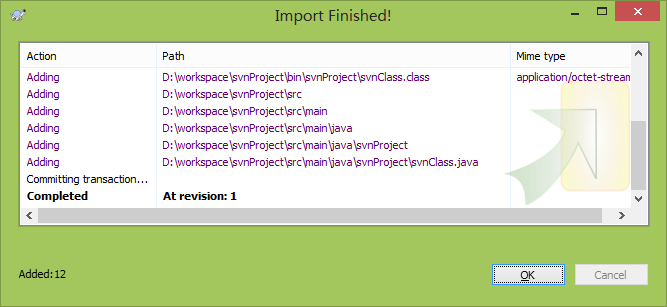 Import Finished!
Action Path Mime type
Adding D:\workspace\svnProject\bin\svnProject\svnClass.class application/octet-stream
Adding D:\workspace\svnProject\src
Adding D:\workspace\svnProject\src\main
Adding D:\workspace\svnProject\src\main\java
Adding D:\workspace\svnProject\src\main\java\svnProject
Adding D:\workspace\svnProject\src\main\java\svnProject\svnClass.java
Committing transaction...
Completed At revision: 1
Added:12 OK Cancel